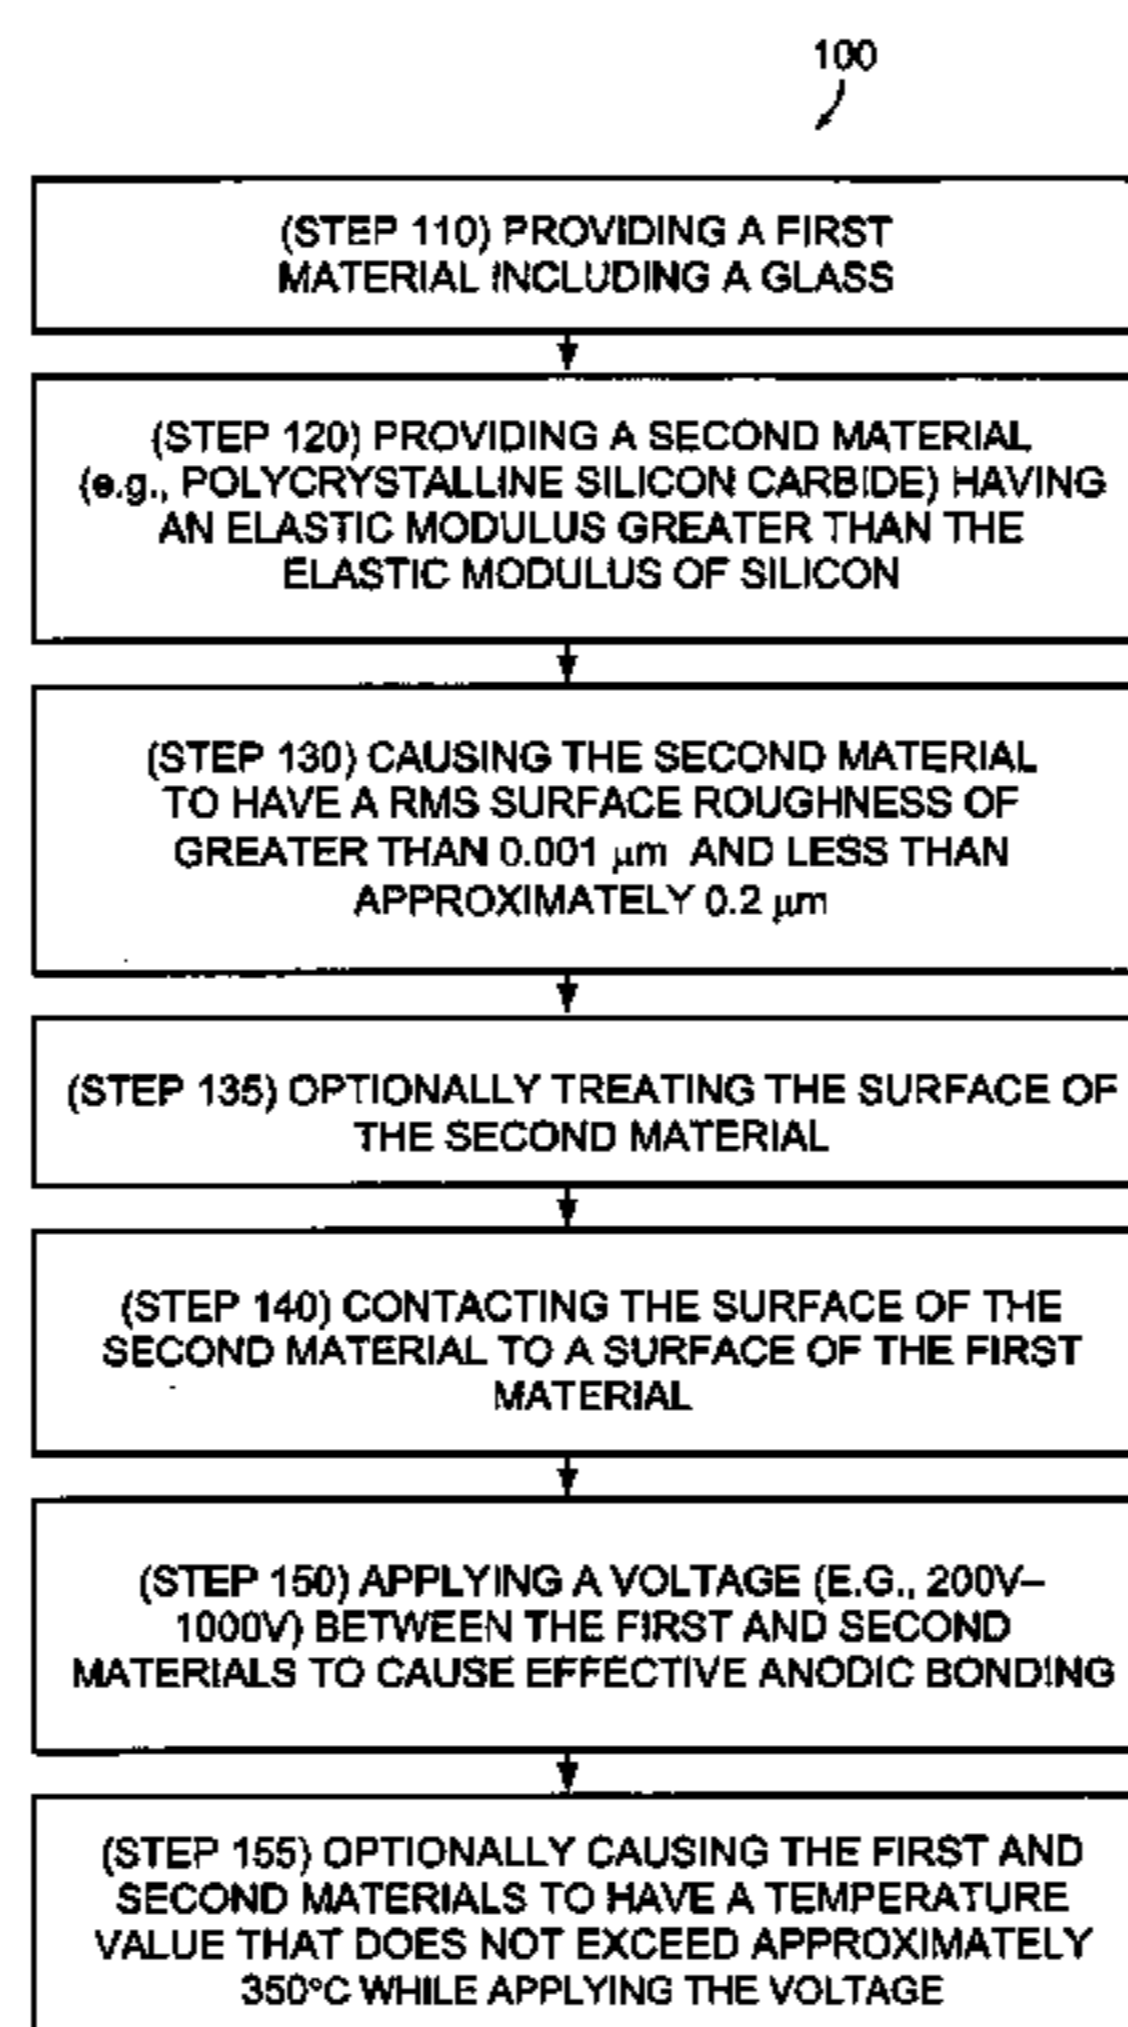 100
(STEP 110) PROVIDING A FIRST
MATERIAL INCLUDING A GLASS
(STEP 120) PROVIDING A SECOND MATERIAL
(e.g., POLYCRYSTALLINE SILICON CARBIDE) HAVING
AN ELASTIC MODULUS GREATER THAN THE
ELASTIC MODULUS OF SILICON
(STEP 130) CAUSING THE SECOND MATERIAL
TO HAVE A RMS SURFACE ROUGHNESS OF
GREATER THAN 0.001 μm AND LESS THAN
APPROXIMATELY 0.2 μm
(STEP 135) OPTIONALLY TREATING THE SURFACE OF
THE SECOND MATERIAL
(STEP 140) CONTACTING THE SURFACE OF THE
SECOND MATERIAL TO A SURFACE OF THE FIRST
MATERIAL
(STEP 150) APPLYING A VOLTAGE (E.G., 200V–
1000V) BETWEEN THE FIRST AND SECOND
MATERIALS TO CAUSE EFFECTIVE ANODIC BONDING
(STEP 155) OPTIONALLY CAUSING THE FIRST AND
SECOND MATERIALS TO HAVE A TEMPERATURE
VALUE THAT DOES NOT EXCEED APPROXIMATELY
350°C WHILE APPLYING THE VOLTAGE